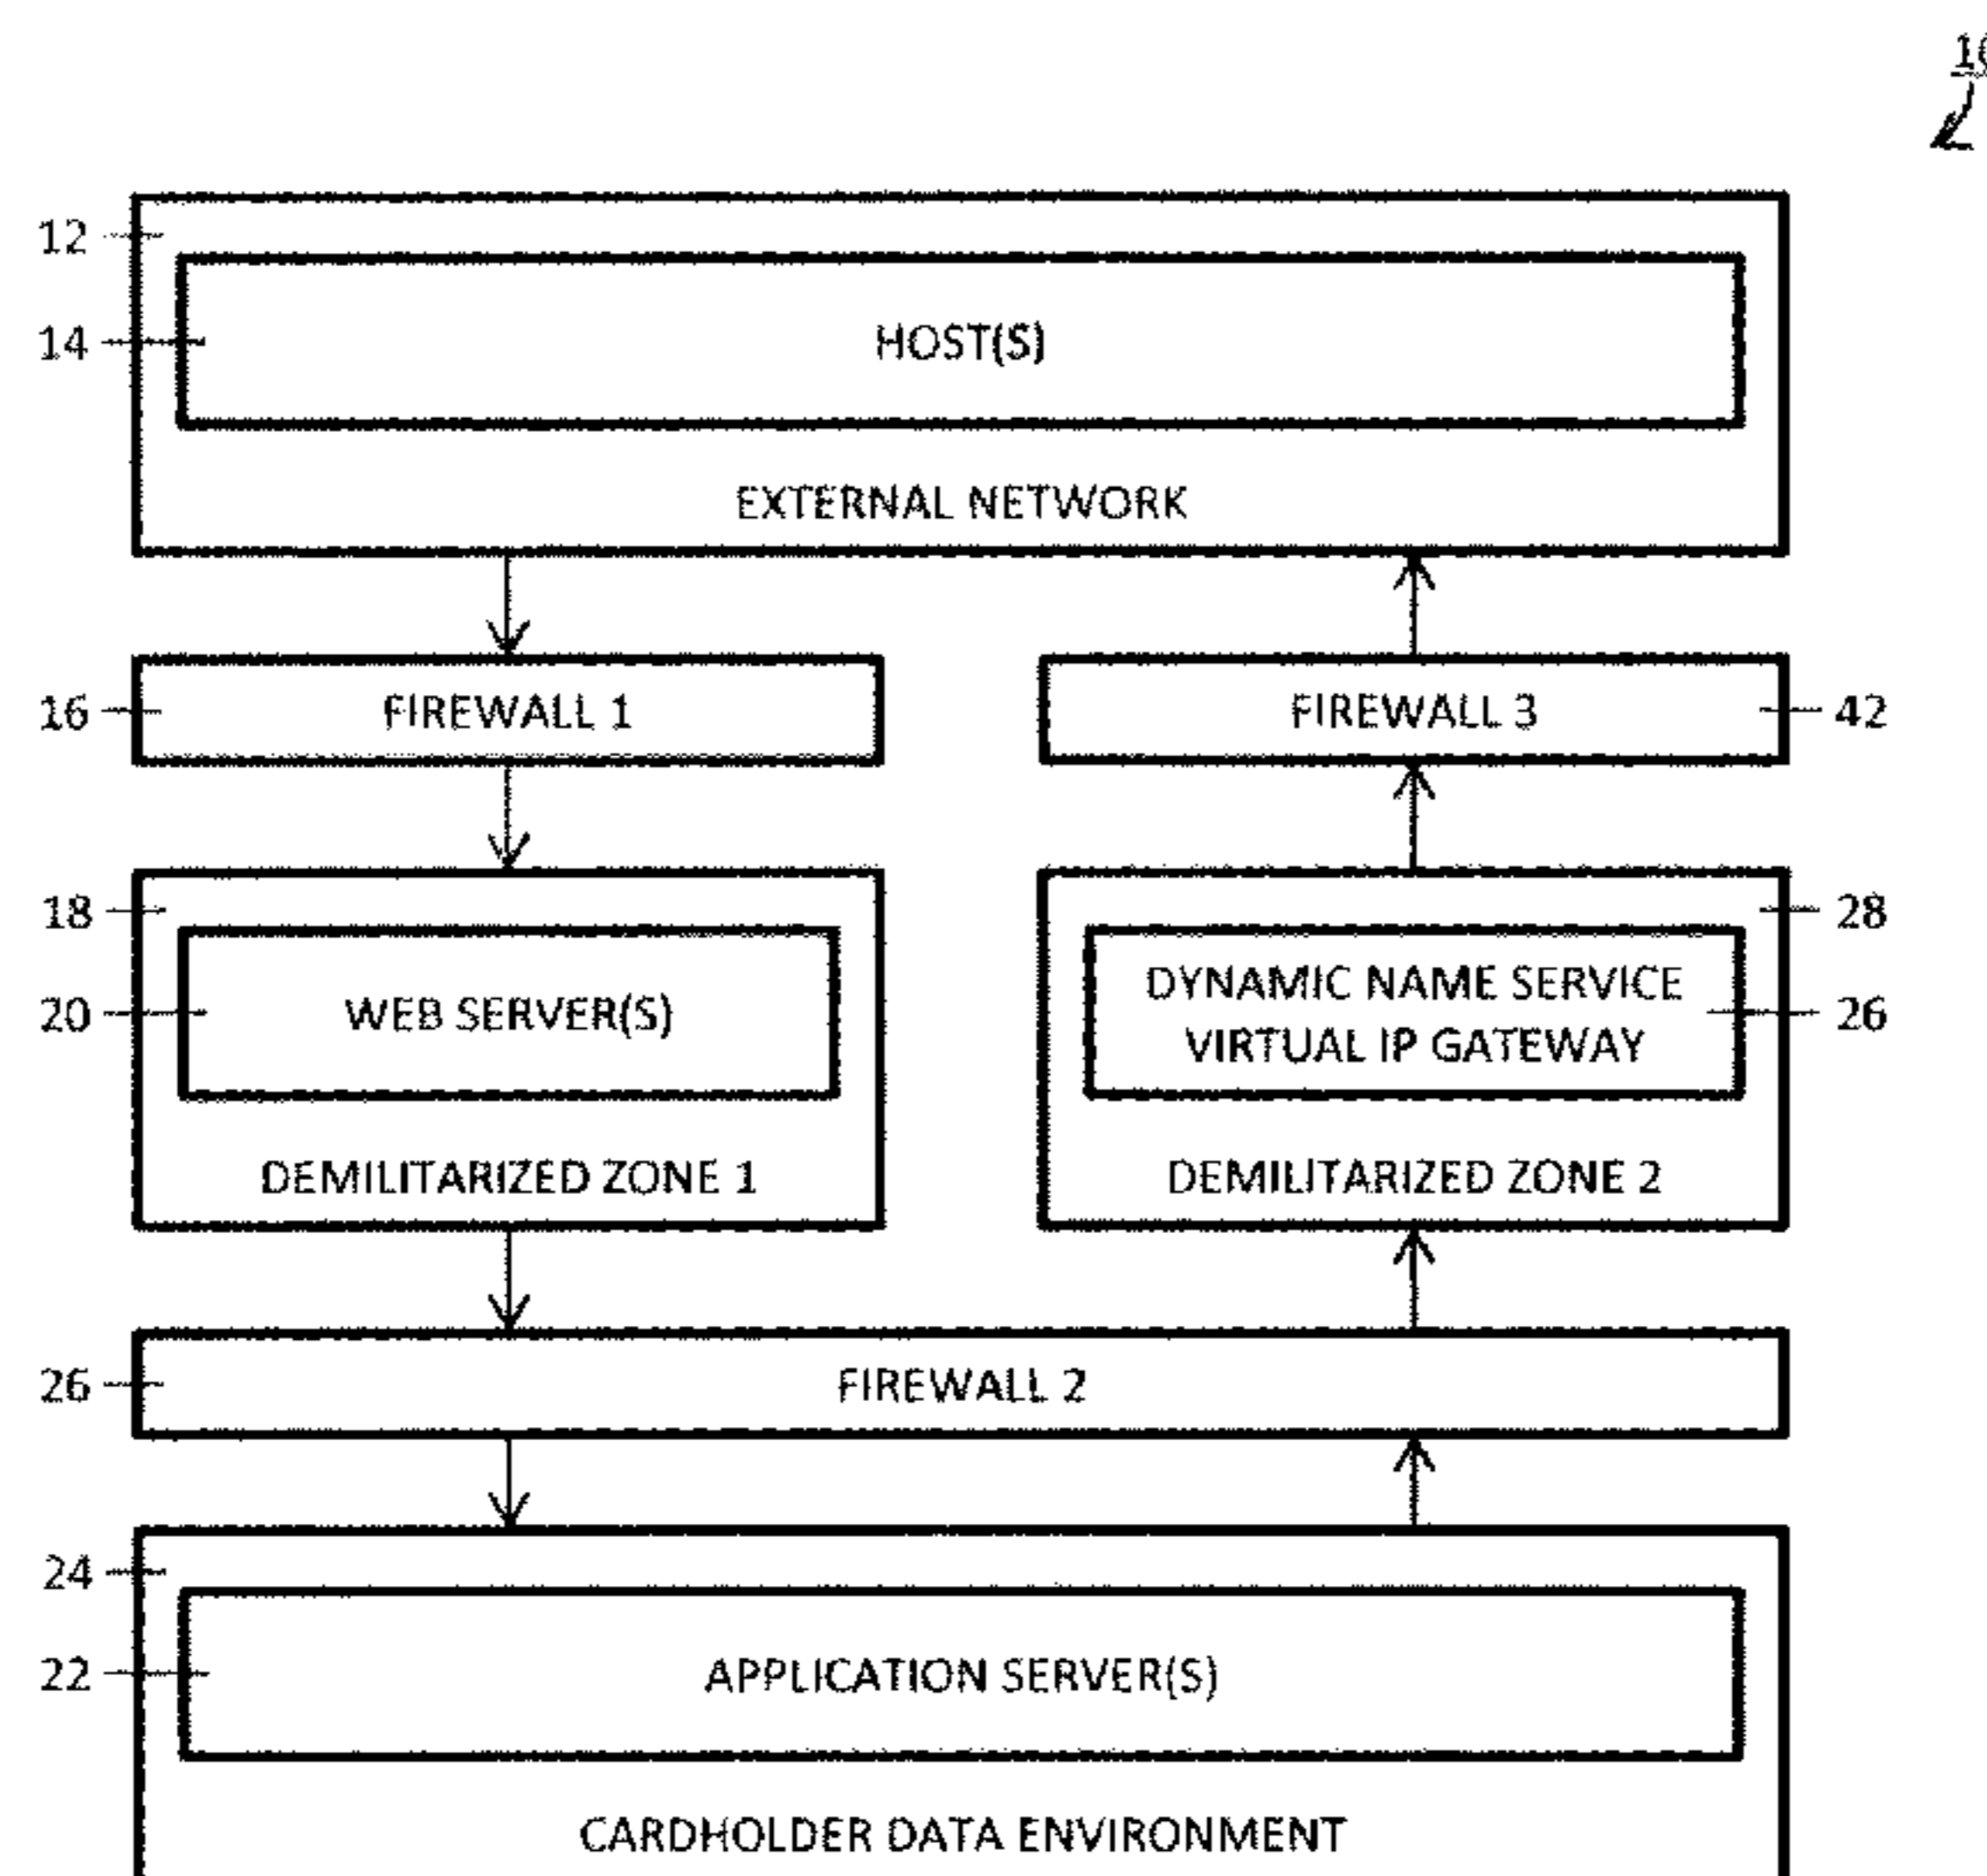 10
12
14
HOST(S)
EXTERNAL NETWORK
16
FIREWALL 1
FIREWALL 3
42
18
28
20
WEB SERVER(S)
DYNAMIC NAME SERVICE
VIRTUAL IP GATEWAY
26
DEMILITARIZED ZONE 1
DEMILITARIZED ZONE 2
26
FIREWALL 2
24
22
APPLICATION SERVER(S)
CARDHOLDER DATA ENVIRONMENT